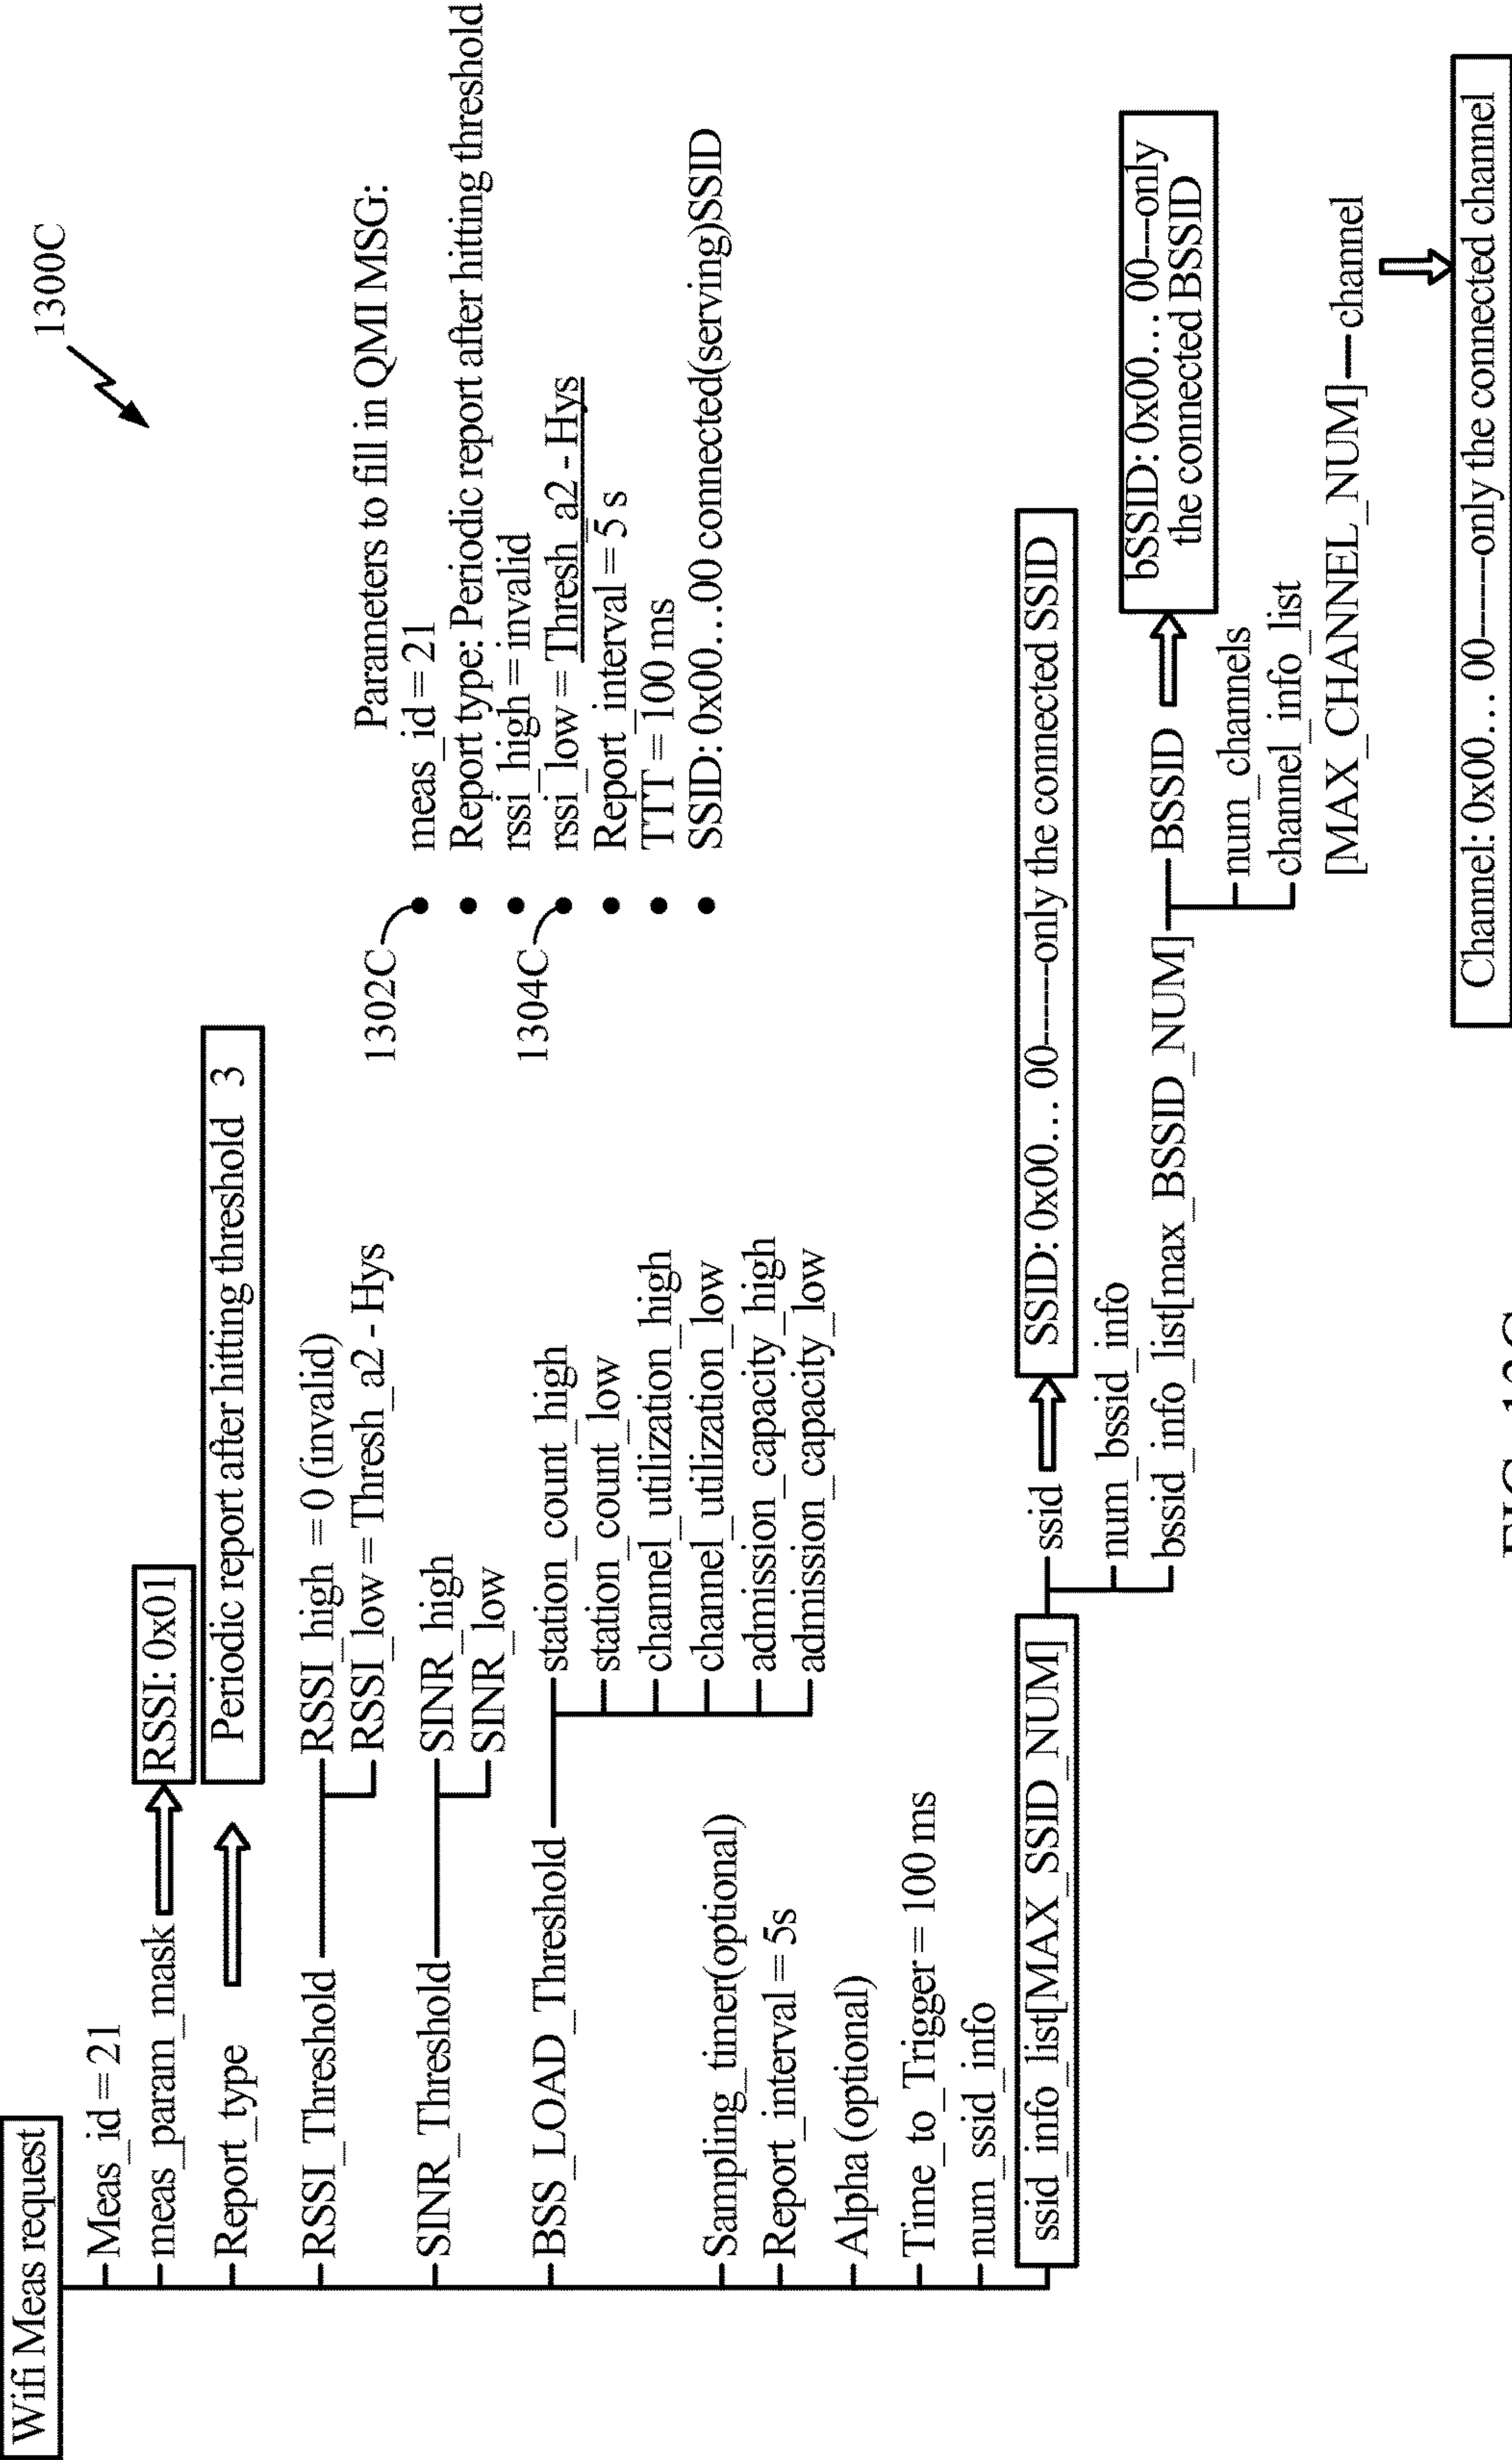 1300C
Wifi Meas request
Meas_id = 21
meas_param_mask
RSSI: 0x01
Report_type
Periodic report after hitting threshold 3
RSSI_Threshold
RSSI_high = 0 (invalid)
RSSI_low = Thresh_a2 - Hys
SINR_Threshold
SINR_high
SINR_low
BSS_LOAD_Threshold
station_count_high
station_count_low
channel_utilization_high
channel_utilization_low
admission_capacity_high
admission_capacity_low
Sampling_timer(optional)
Report_interval = 5s
Alpha (optional)
Time_to_Trigger = 100 ms
num_ssid_info
ssid_info_list[MAX_SSID_NUM]
Parameters to fill in QMI MSG:
1302C
• meas_id = 21
• Report type: Periodic report after hitting threshold
• rssi_high = invalid
1304C
• rssi_low = Thresh_a2 - Hys
• Report_interval = 5 s
• TTT = 100 ms
• SSID: 0x00…00 connected(serving)SSID
ssid
SSID: 0x00… 00-------only the connected SSID
num_bssid_info
bssid_info_list[max_BSSID_NUM]
BSSID
bSSID: 0x00… 00---only
the connected BSSID
num_channels
channel_info_list
[MAX_CHANNEL_NUM]
channel
Channel: 0x00… 00-------only the connected channel